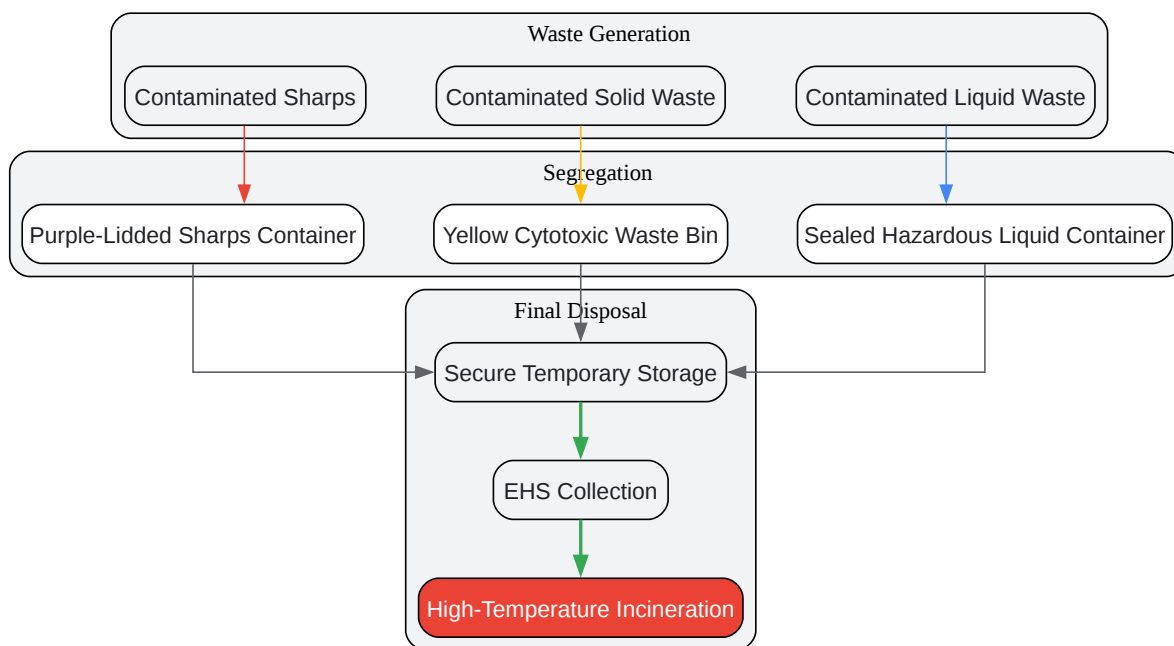 Waste Generation
Contaminated Sharps
Contaminated Solid Waste
Contaminated Liquid Waste
Segregation
Purple-Lidded Sharps Container
Yellow Cytotoxic Waste Bin
Sealed Hazardous Liquid Container
Final Disposal
Secure Temporary Storage
EHS Collection
High-Temperature Incineration